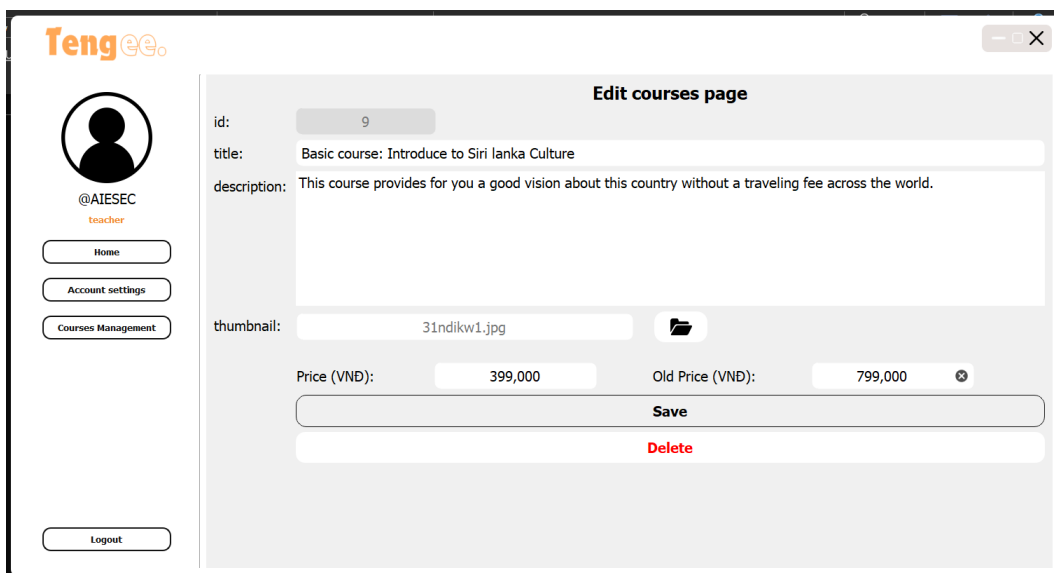 Tengee.
@AIESEC
teacher
Home
Account settings
Courses Management
Logout
Edit courses page
id: 9
title: Basic course: Introduce to Siri lanka Culture
description: This course provides for you a good vision about this country without a traveling fee across the world.
thumbnail: 31ndikw1.jpg
Price (VNĐ): 399,000 Old Price (VNĐ): 799,000
Save
Delete